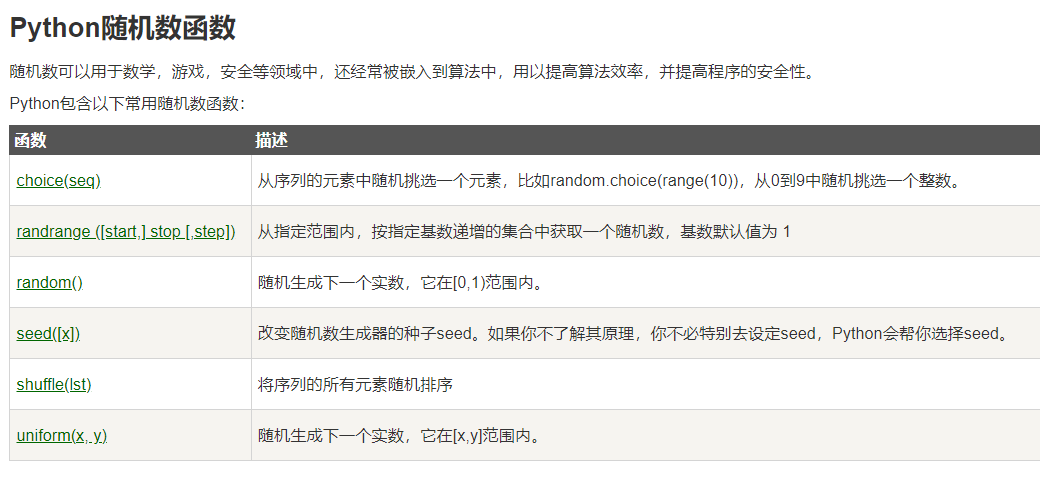 Python随机数函数
随机数可以用于数学，游戏，安全等领域中，还经常被嵌入到算法中，用以提高算法效率，并提高程序的安全性。
Python包含以下常用随机数函数：
函数 描述
choice(seq) 从序列的元素中随机挑选一个元素，比如random.choice(range(10))，从0到9中随机挑选一个整数。
randrange ([start,] stop [,step]) 从指定范围内，按指定基数递增的集合中获取一个随机数，基数默认值为 1
random() 随机生成下一个实数，它在[0,1)范围内。
seed([x]) 改变随机数生成器的种子seed。如果你不了解其原理，你不必特别去设定seed，Python会帮你选择seed。
shuffle(lst) 将序列的所有元素随机排序
uniform(x, y) 随机生成下一个实数，它在[x,y]范围内。